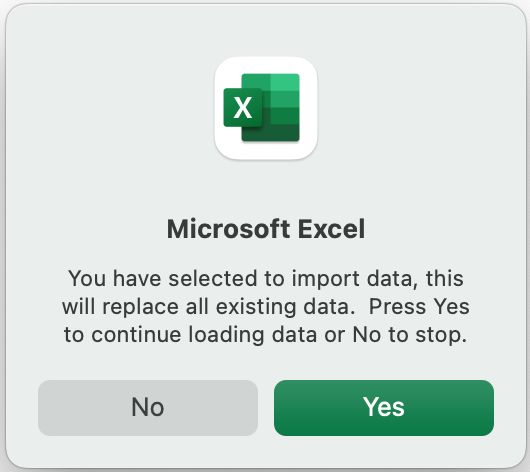 X
Microsoft Excel
You have selected to import data, this
will replace all existing data.  Press Yes
to continue loading data or No to stop.
No
Yes